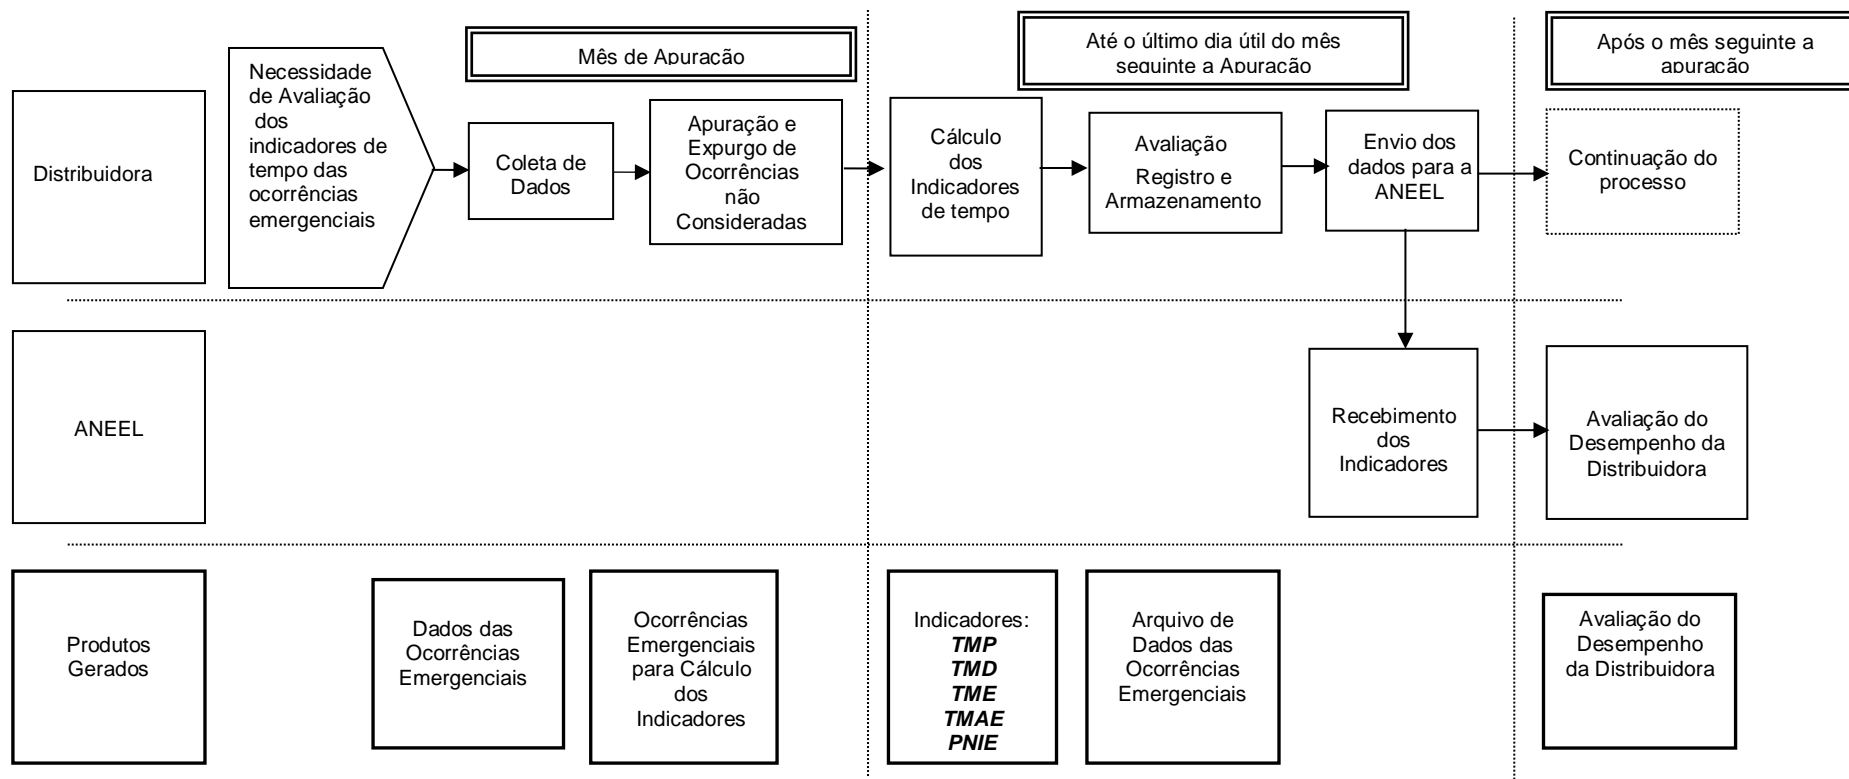 Mês de Apuração
Até o último dia útil do mês
seguinte a Apuração
Após o mês seguinte a
apuração
Distribuidora
Necessidade
de Avaliação
dos
indicadores de
tempo das
ocorrências
emergenciais
Coleta de
Dados
Apuração e
Expurgo de
Ocorrências
não
Consideradas
Cálculo
dos
Indicadores
de tempo
Avaliação
Registro e
Armazenamento
Envio dos
dados para a
ANEEL
Continuação do
processo
ANEEL
Recebimento
dos
Indicadores
Avaliação do
Desempenho da
Distribuidora
Produtos
Gerados
Dados das
Ocorrências
Emergenciais
Ocorrências
Emergenciais
para Cálculo
dos
Indicadores
Indicadores:
TMP
TMD
TME
TMAE
PNIE
Arquivo de
Dados das
Ocorrências
Emergenciais
Avaliação do
Desempenho
da Distribuidora